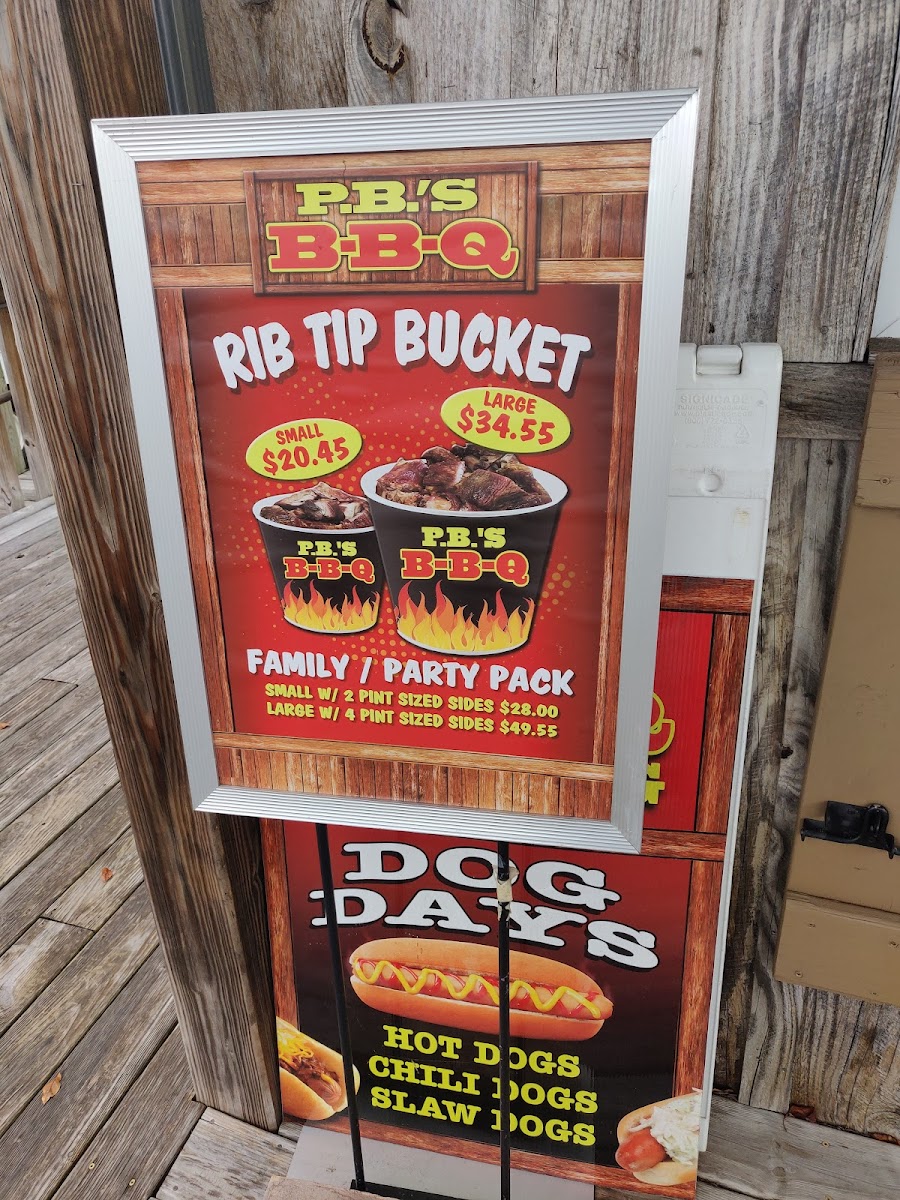 P.B.'S
B-B-Q
RIB TIP BUCKET
SMALL
$20.45
LARGE
$34.55
P.B.'S
B-B-Q
P.B.'S
B-B-Q
FAMILY / PARTY PACK
SMALL W/ 2 PINT SIZED SIDES $28.00
LARGE W/ 4 PINT SIZED SIDES $49.55
SIGNICADE
DOG
DAYS
HOT DOGS
CHILI DOGS
SLAW DOGS